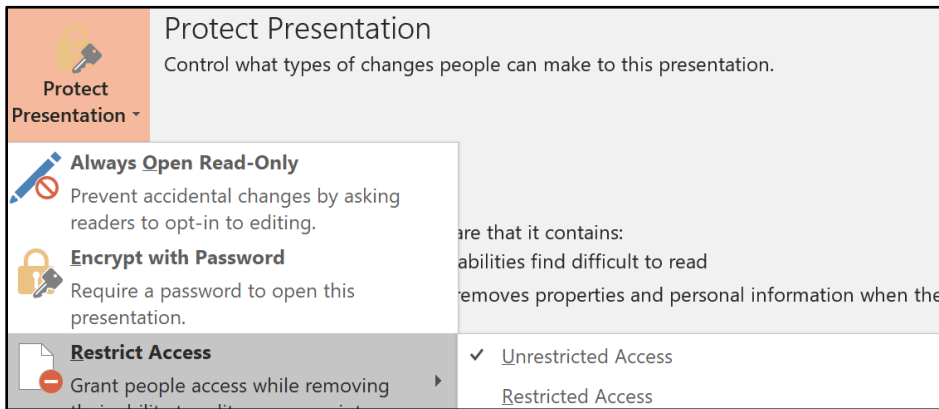 Protect Presentation
Control what types of changes people can make to this presentation.
Protect
Presentation
Always Open Read-Only
Prevent accidental changes by asking
readers to opt-in to editing.
are that it contains:
Encrypt with Password
abilities find difficult to read
Require a password to open this
presentation.
removes properties and personal information when the
Restrict Access
Grant people access while removing
Unrestricted Access
Restricted Access